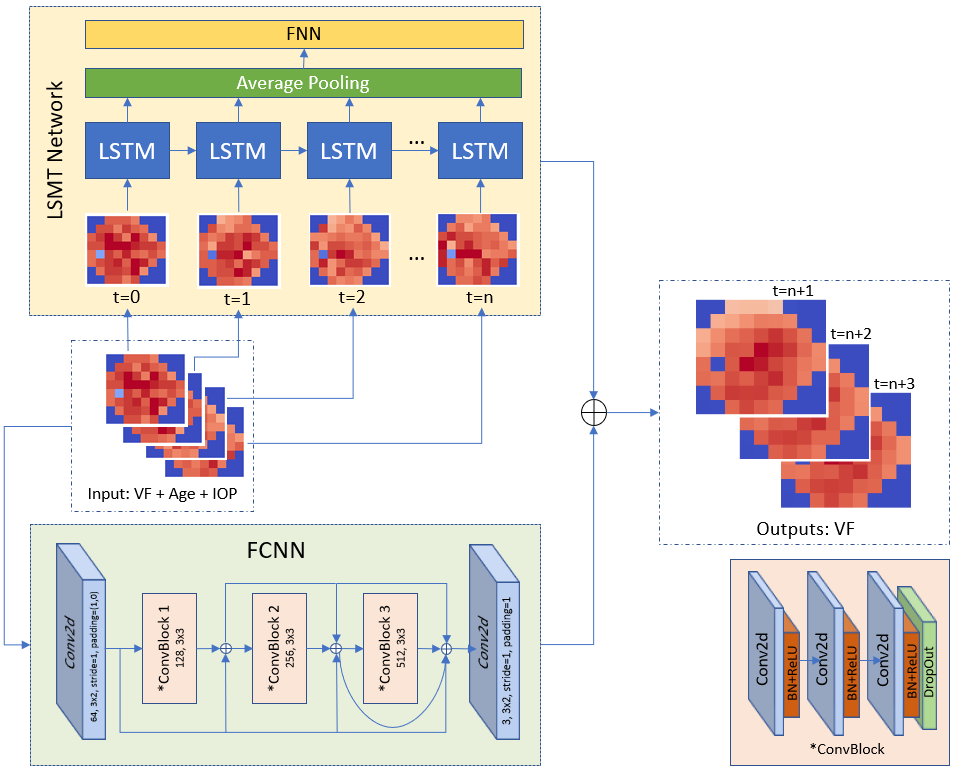 LSMT Network
FNN
Average Pooling
LSTM
LSTM
LSTM
...
LSTM
...
t=0
t=1
t=2
t=n
Input: VF + Age + IOP
t=n+1
t=n+2
t=n+3
Outputs: VF
FCNN
Conv2d
64, 3x2, stride=1, padding=(1,0)
*ConvBlock 1
128, 3x3
*ConvBlock 2
256, 3x3
*ConvBlock 3
512, 3x3
Conv2d
3, 3x2, stride=1, padding=1
Conv2d
BN+ReLU
Conv2d
BN+ReLU
Conv2d
BN+ReLU
DropOut
*ConvBlock